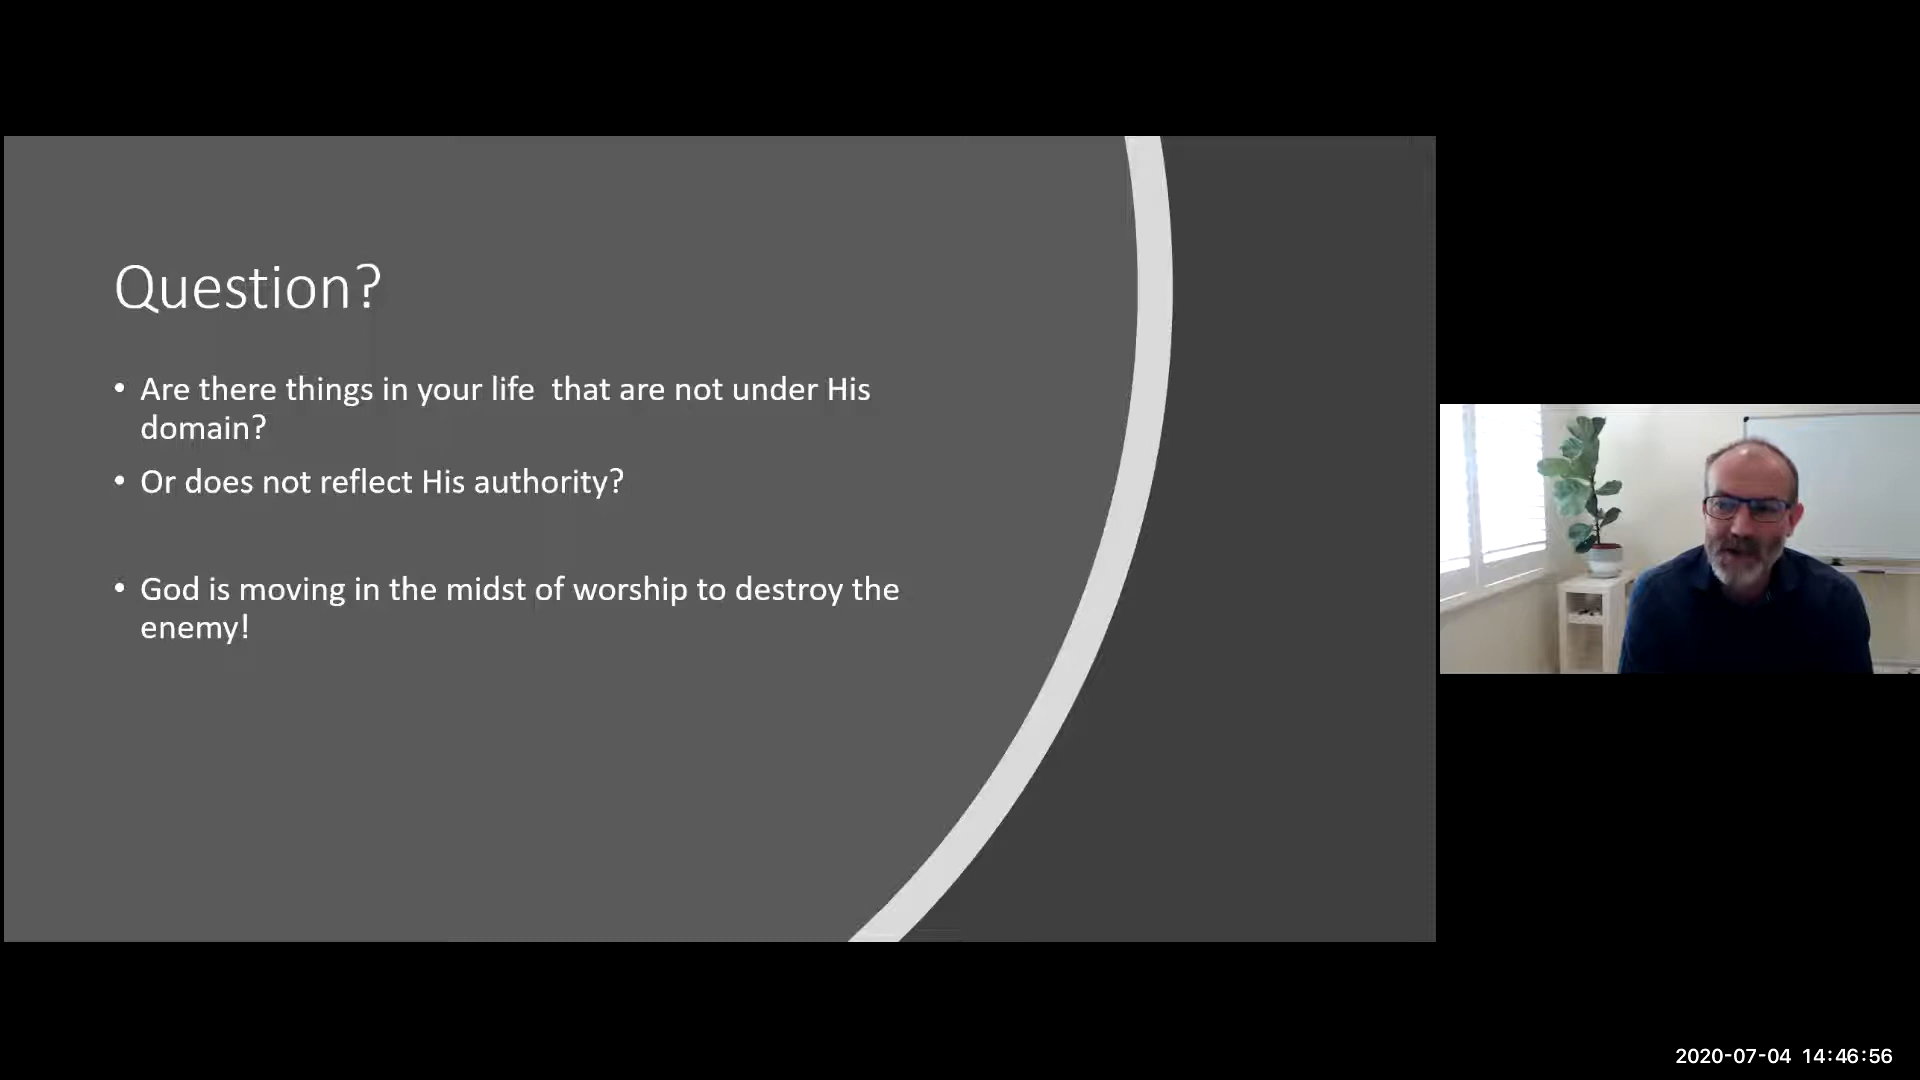 Question?
• Are there things in your life  that are not under His
domain?
• Or does not reflect His authority?
• God is moving in the midst of worship to destroy the
enemy!
2020-07-04 14:46:56